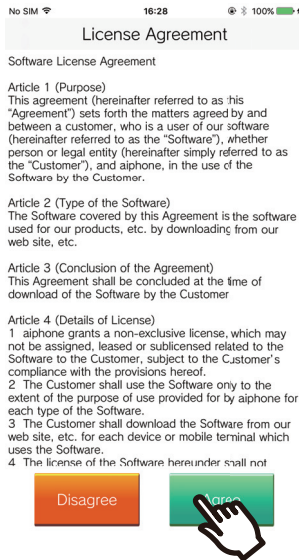 No SIM 16:28 100%
License Agreement
Software License Agreement
Article 1 (Purpose)
This agreement (hereinafter referred to as this
"Agreement") sets forth the matters agreed by and
between a customer, who is a user of our software
(hereinafter referred to as the "Software"), whether
person or legal entity (hereinafter simply referred to as
the "Customer"), and aiphone, in the use of the
Software by the Customer.
Article 2 (Type of the Software)
The Software covered by this Agreement is the software
used for our products, etc. by downloading from our
web site, etc.
Article 3 (Conclusion of the Agreement)
This Agreement shall be concluded at the time of
download of the Software by the Customer
Article 4 (Details of License)
1 aiphone grants a non-exclusive license, which may
not be assigned, leased or sublicensed related to the
Software to the Customer, subject to the Customer's
compliance with the provisions hereof.
2 The Customer shall use the Software only to the
extent of the purpose of use provided for by aiphone for
each type of the Software.
3 The Customer shall download the Software from our
web site, etc. for each device or mobile terminal which
uses the Software.
4 The license of the Software hereunder shall not
Disagree Agree